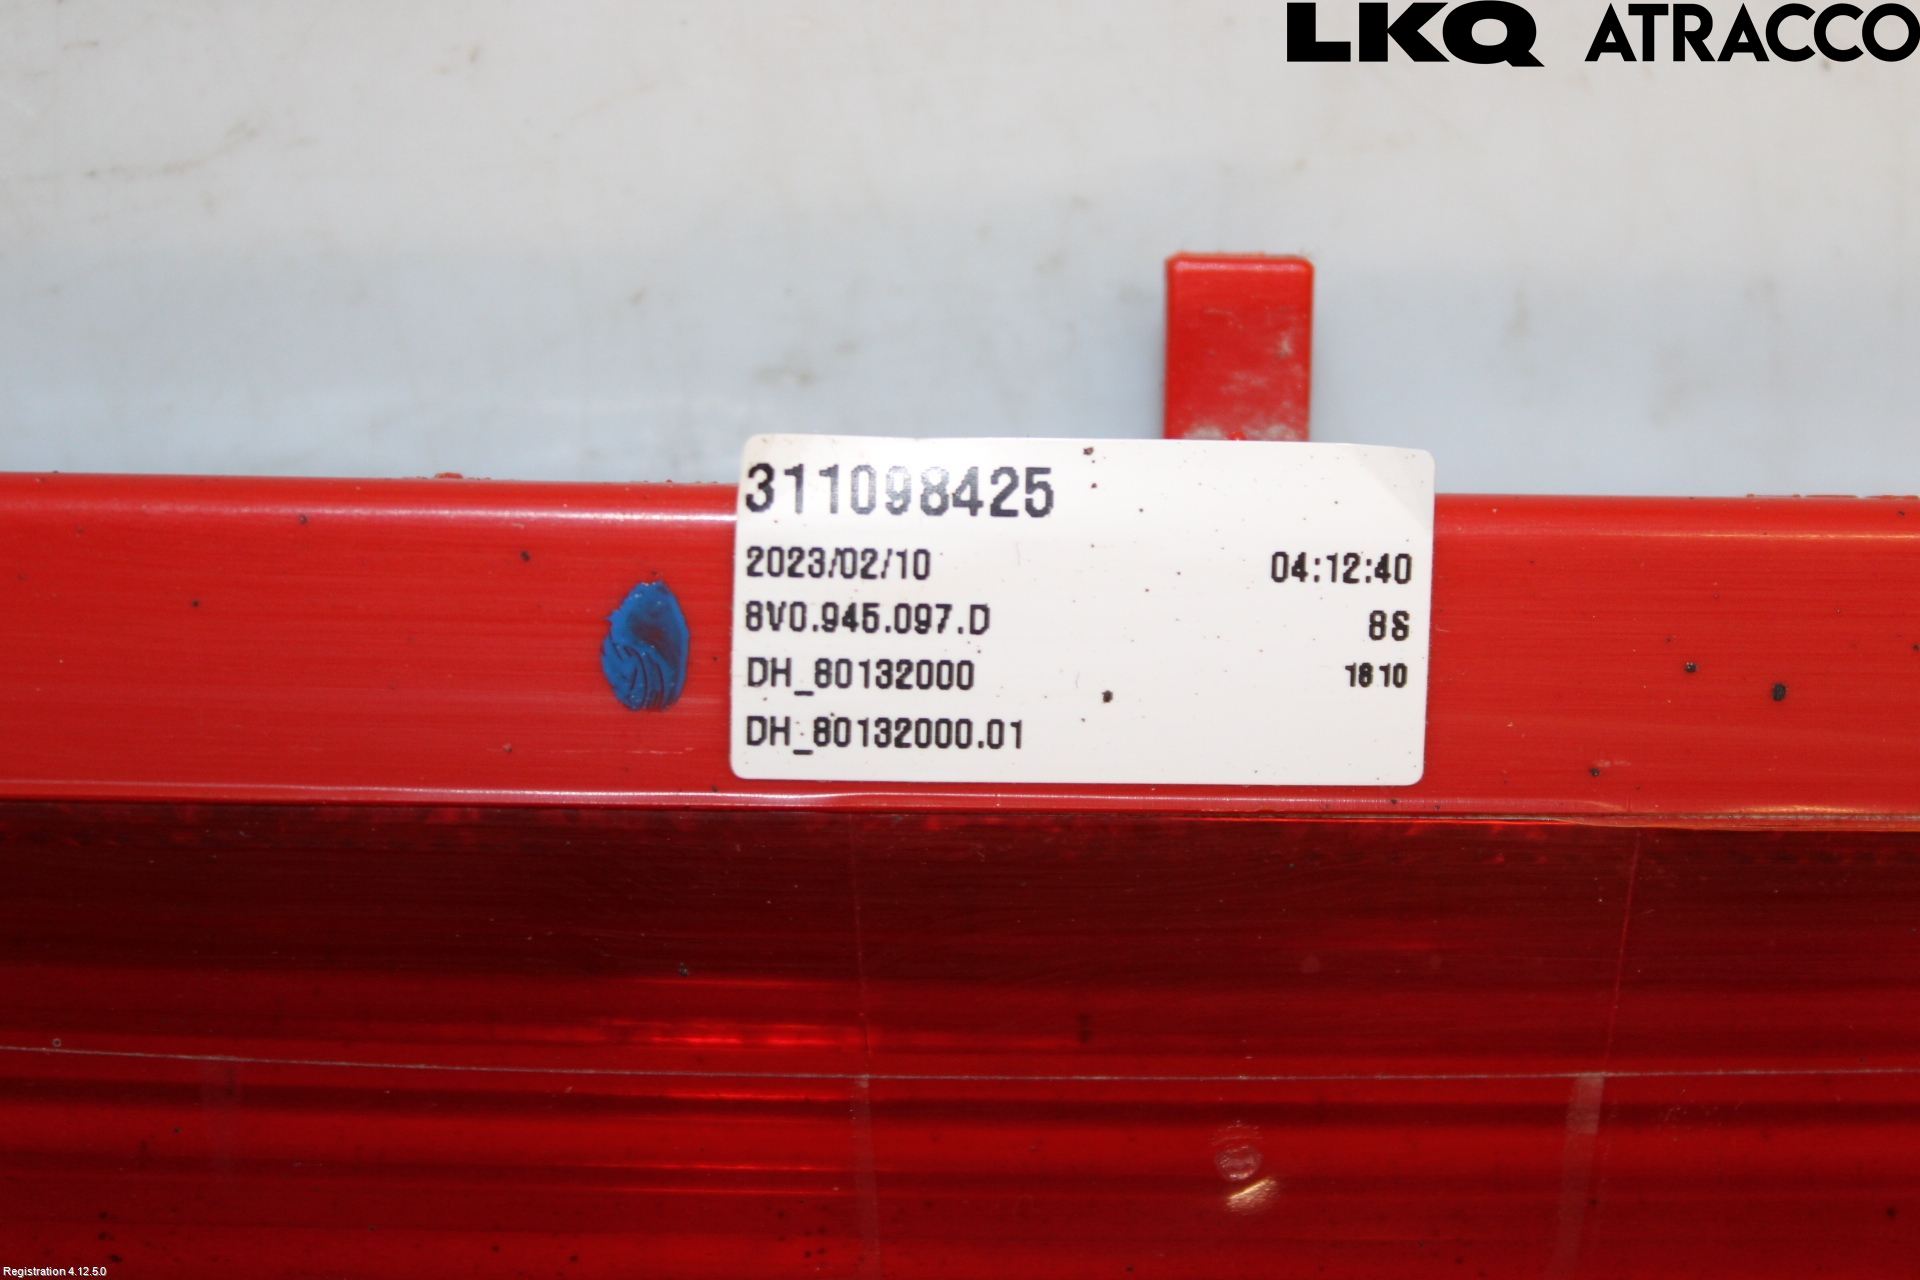 LKQ ATRACCO
311098425
2023/02/10 04:12:40
8V0.945.097.D 8S
DH_80132000 1810
DH_80132000.01
Registration 4.12.5.0